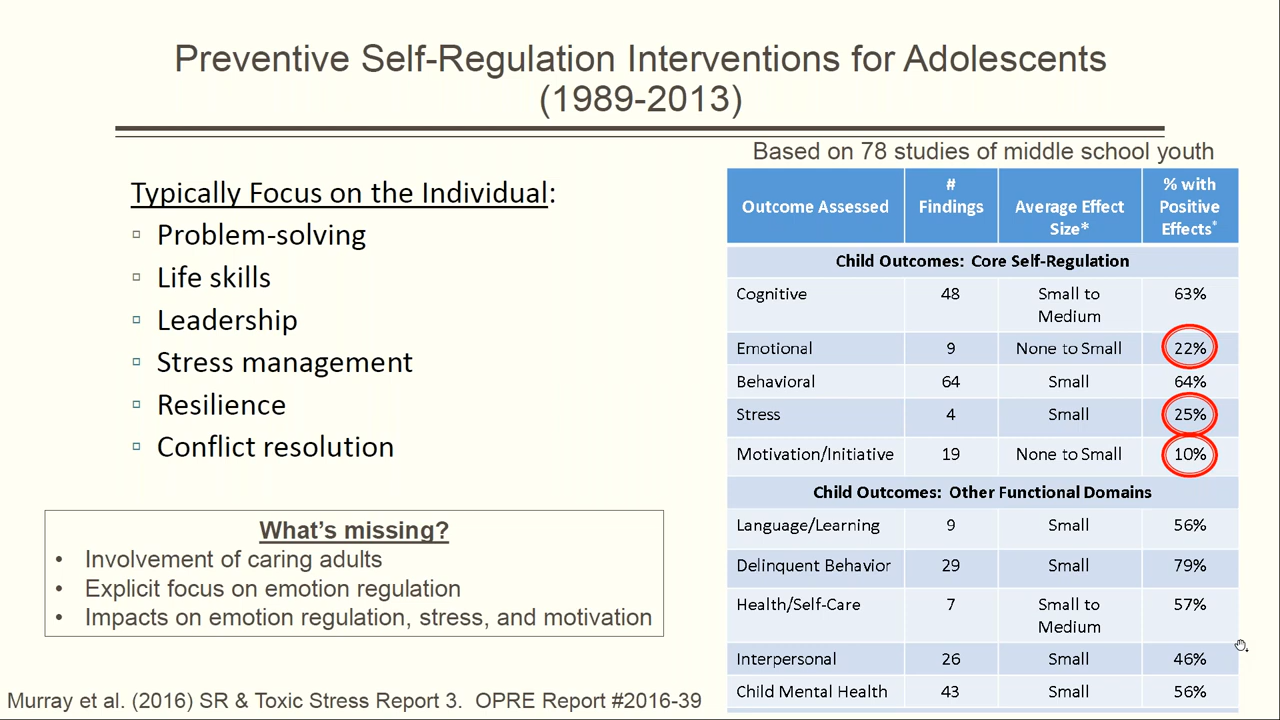 Preventive Self-Regulation Interventions for Adolescents
(1989-2013)
Typically Focus on the Individual:
Problem-solving
Life skills
Leadership
Stress management
Resilience
Conflict resolution
What's missing?
• Involvement of caring adults
• Explicit focus on emotion regulation
• Impacts on emotion regulation, stress, and motivation
Murray et al. (2016) SR & Toxic Stress Report 3. OPRE Report #2016-39
Based on 78 studies of middle school youth
Outcome Assessed # Findings Average Effect Size* % with Positive Effects*
Child Outcomes: Core Self-Regulation
Cognitive 48 Small to Medium 63%
Emotional 9 None to Small 22%
Behavioral 64 Small 64%
Stress 4 Small 25%
Motivation/Initiative 19 None to Small 10%
Child Outcomes: Other Functional Domains
Language/Learning 9 Small 56%
Delinquent Behavior 29 Small 79%
Health/Self-Care 7 Small to Medium 57%
Interpersonal 26 Small 46%
Child Mental Health 43 Small 56%